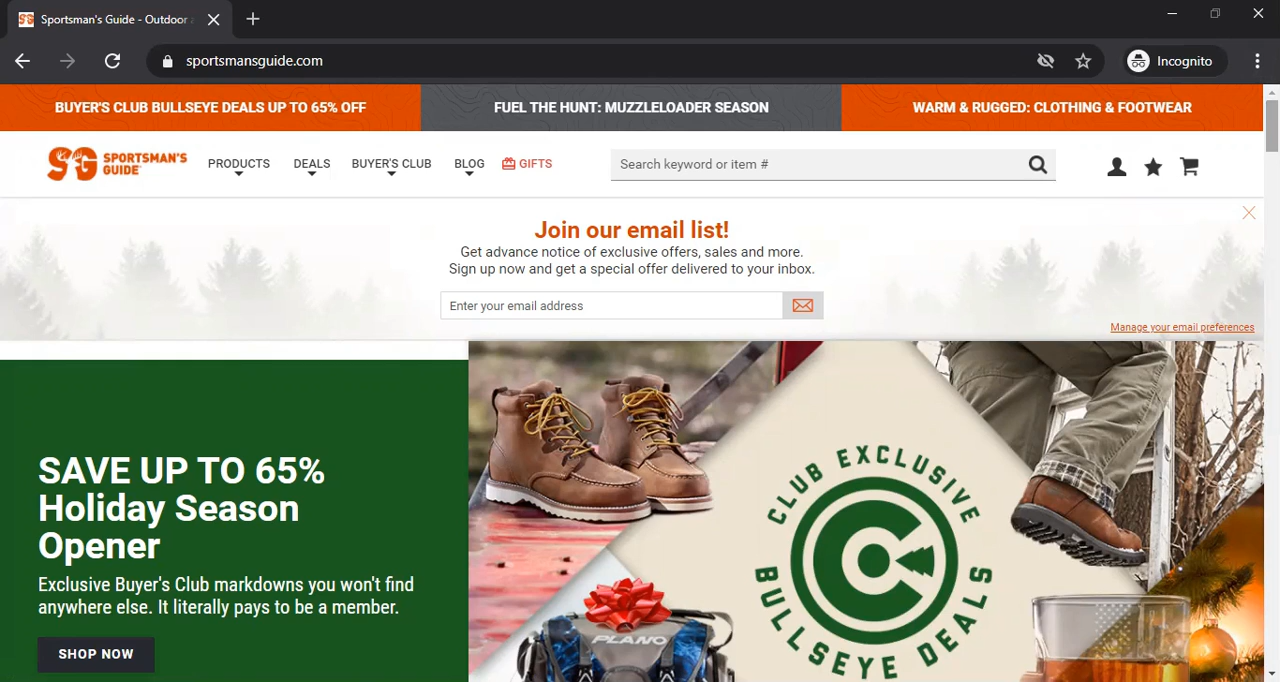 Sportsman's Guide - Outdoor a
sportsmansguide.com
Incognito
BUYER'S CLUB BULLSEYE DEALS UP TO 65% OFF
FUEL THE HUNT: MUZZLELOADER SEASON
WARM & RUGGED: CLOTHING & FOOTWEAR
SG SPORTSMAN'S
GUIDE
PRODUCTS
DEALS
BUYER'S CLUB
BLOG
GIFTS
Search keyword or item #
Join our email list!
Get advance notice of exclusive offers, sales and more.
Sign up now and get a special offer delivered to your inbox.
Enter your email address
Manage your email preferences
SAVE UP TO 65%
Holiday Season
Opener
Exclusive Buyer's Club markdowns you won't find
anywhere else. It literally pays to be a member.
SHOP NOW
CLUB EXCLUSIVE
C
BULLSEYE DEALS
PLANO